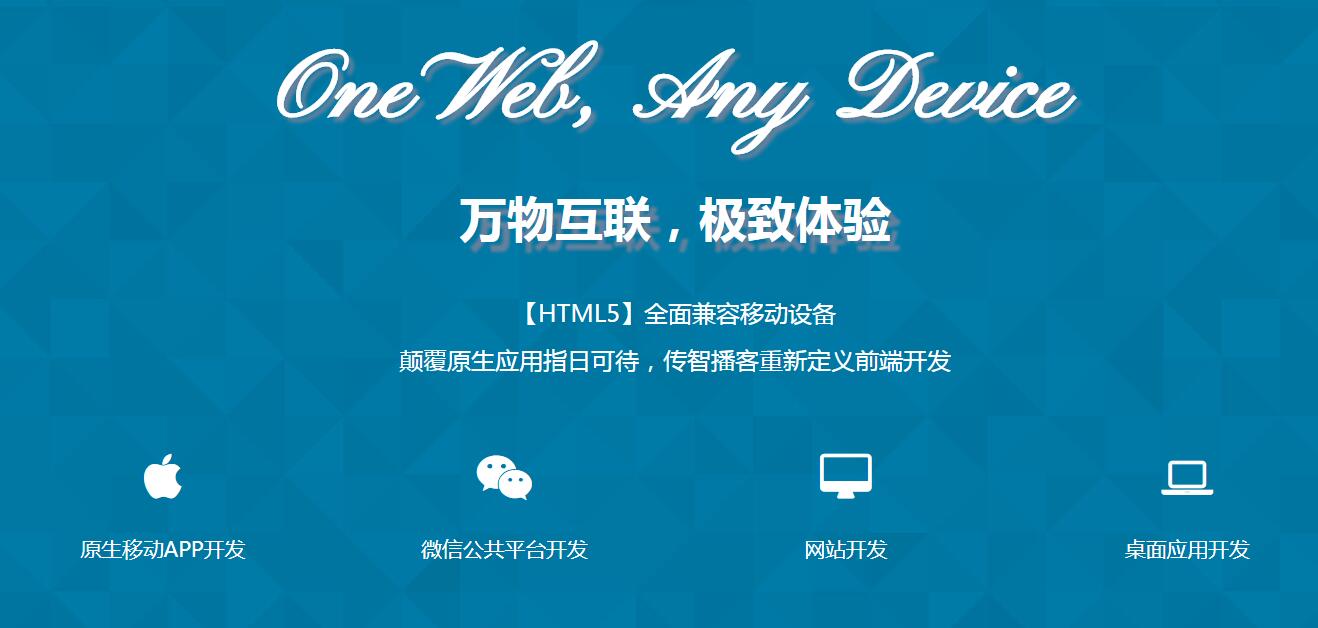 One Web, Any Device
万物互联，极致体验
【HTML5】全面兼容移动设备
颠覆原生应用指日可待，传智播客重新定义前端开发
原生移动APP开发
微信公共平台开发
网站开发
桌面应用开发